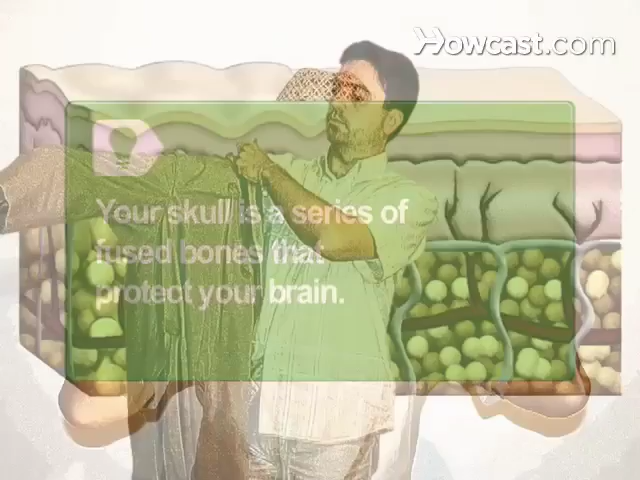 Howcast.com
Your skull is a series of
fused bones that
protect your brain.